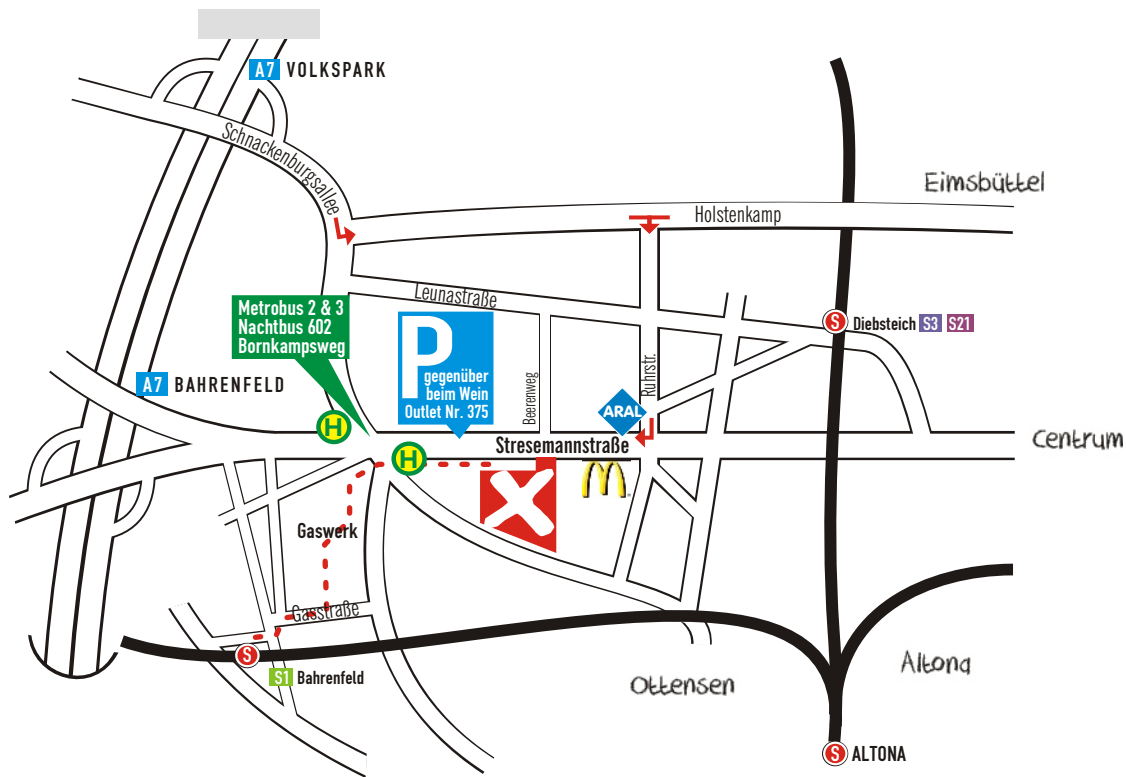 A7 VOLKSPARK
Schnackenburgsallee
Eimsbüttel
Holstenkamp
Leunastraße
Metrobus 2 & 3
Nachtbus 602
Bornkampsweg
P
gegenüber
beim Wein
Outlet Nr. 375
S Diebsteich S3 S21
A7 BAHRENFELD
Beerenweg
Ruhrstr.
ARAL
H
Stresemannstraße
Centrum
H
M
X
Gaswerk
Gasstraße
S
S1 Bahrenfeld
Ottensen
Altona
S ALTONA